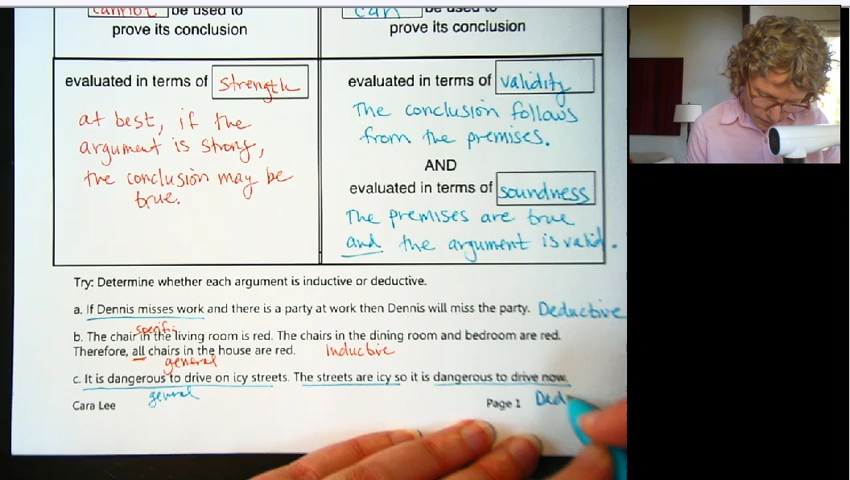 cannot be used to
can be used to
prove its conclusion
prove its conclusion
evaluated in terms of strength
at best, if the
argument is strong,
the conclusion may be
true.
evaluated in terms of validity
The conclusion follows
from the premises.
AND
evaluated in terms of soundness
The premises are true
and the argument is valid.
Try: Determine whether each argument is inductive or deductive.
a. If Dennis misses work and there is a party at work then Dennis will miss the party. Deductive
specific
b. The chair in the living room is red. The chairs in the dining room and bedroom are red.
Therefore, all chairs in the house are red. Inductive
general
c. It is dangerous to drive on icy streets. The streets are icy so it is dangerous to drive now.
general
Cara Lee
Page 1 Ded